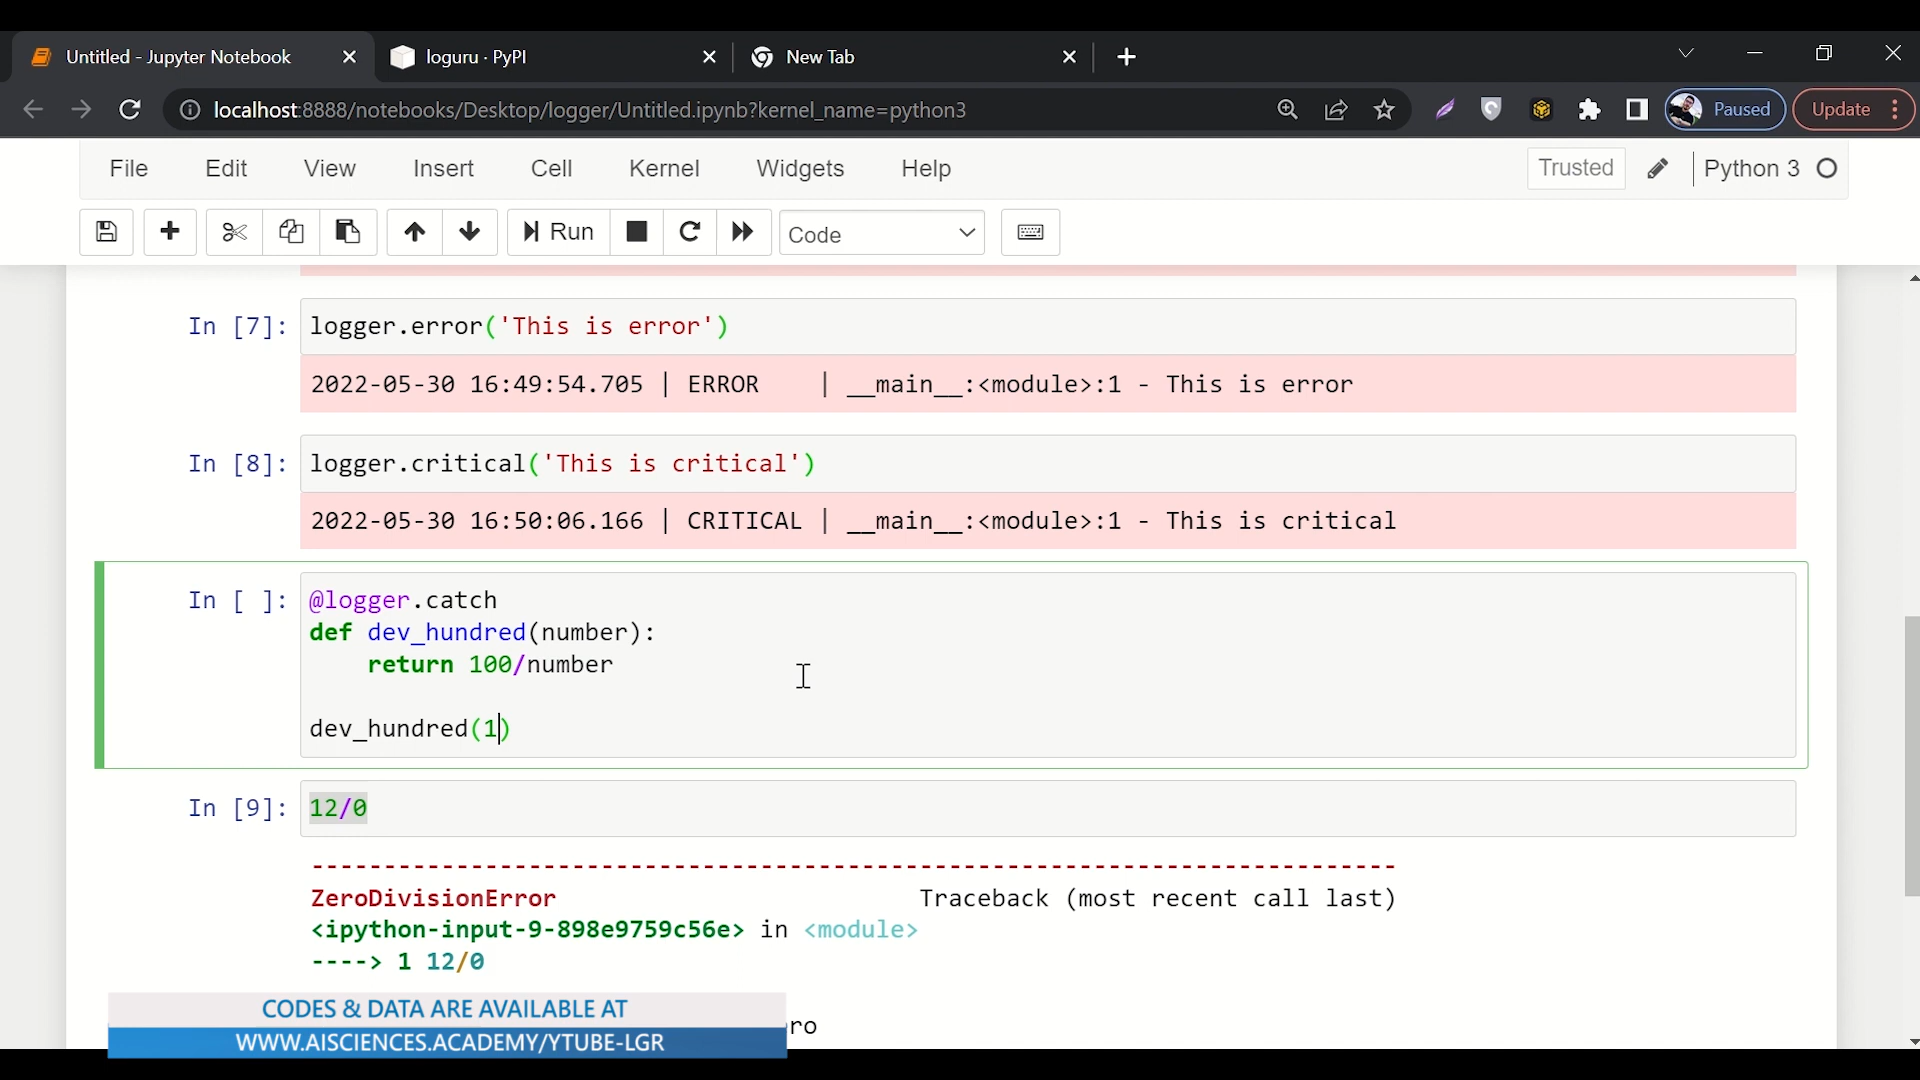 Untitled - Jupyter Notebook
loguru · PyPI
New Tab
localhost:8888/notebooks/Desktop/logger/Untitled.ipynb?kernel_name=python3
Paused
Update
File Edit View Insert Cell Kernel Widgets Help
Trusted
Python 3
Run
Code
In [7]: logger.error('This is error')
2022-05-30 16:49:54.705 | ERROR    | __main__:<module>:1 - This is error
In [8]: logger.critical('This is critical')
2022-05-30 16:50:06.166 | CRITICAL | __main__:<module>:1 - This is critical
In [ ]: @logger.catch
def dev_hundred(number):
    return 100/number
dev_hundred(1)
In [9]: 12/0
---------------------------------------------------------------------------
ZeroDivisionError                         Traceback (most recent call last)
<ipython-input-9-898e9759c56e> in <module>
----> 1 12/0
ro
CODES & DATA ARE AVAILABLE AT
WWW.AISCIENCES.ACADEMY/YTUBE-LGR